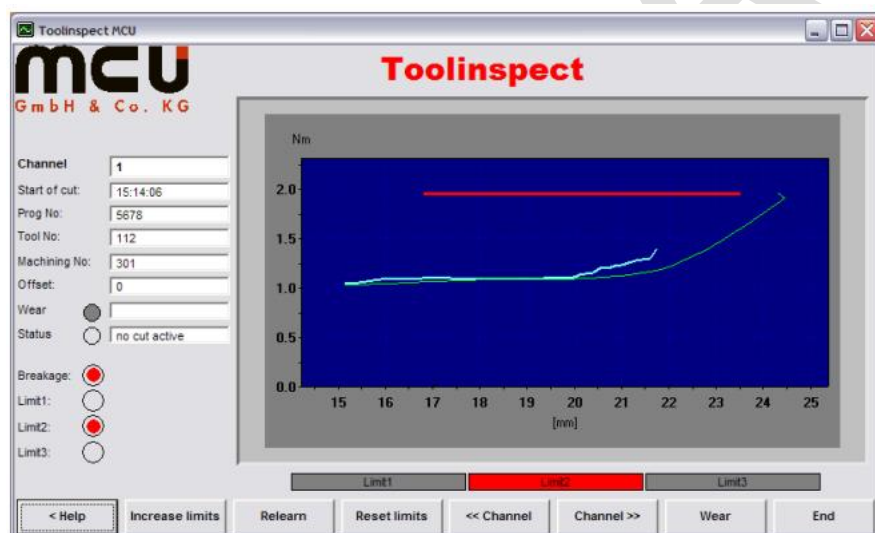 Toolinspect MCU
mcu
GmbH & Co. KG
Toolinspect
Channel 1
Start of cut: 15:14:06
Prog No: 5678
Tool No: 112
Machining No: 301
Offset: 0
Wear
Status no cut active
Breakage:
Limit1:
Limit2:
Limit3:
Nm
2.0
1.5
1.0
0.5
0.0
15 16 17 18 19 20 21 22 23 24 25
[mm]
Limit1 Limit2 Limit3
< Help Increase limits Relearn Reset limits << Channel Channel >> Wear End